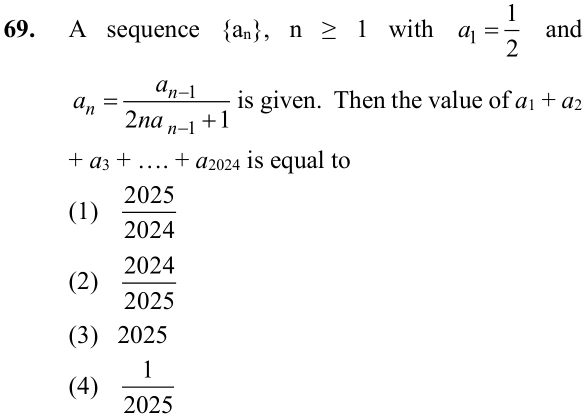 69. A sequence {aₙ}, n ≥ 1 with a₁ = 1/2 and
aₙ = aₙ₋₁/(2naₙ₋₁ + 1) is given. Then the value of a₁ + a₂
+ a₃ + …. + a₂₀₂₄ is equal to
(1) 2025/2024
(2) 2024/2025
(3) 2025
(4) 1/2025